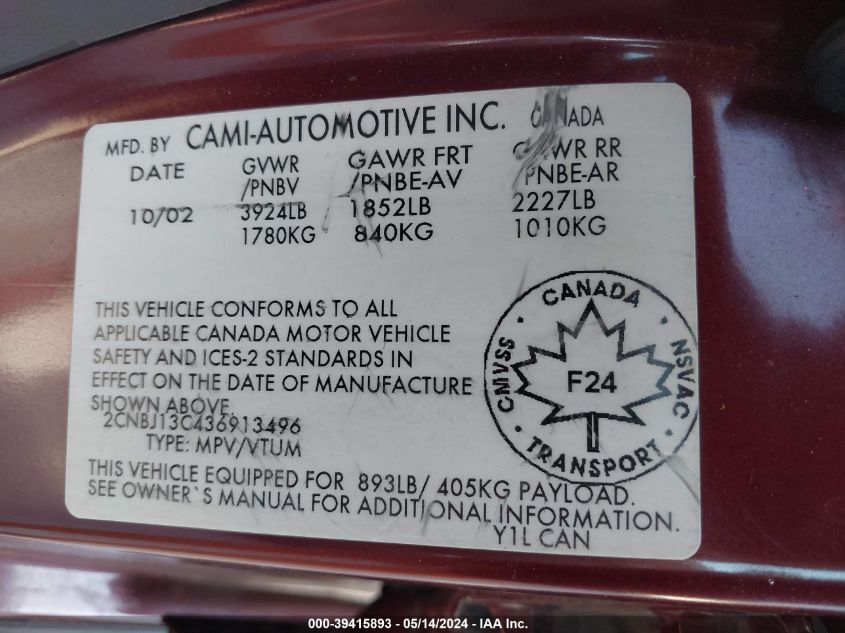 MFD. BY CAMI-AUTOMOTIVE INC. CANADA
DATE GVWR /PNBV GAWR FRT /PNBE-AV GAWR RR /PNBE-AR
10/02 3924LB 1852LB 2227LB
1780KG 840KG 1010KG
THIS VEHICLE CONFORMS TO ALL
APPLICABLE CANADA MOTOR VEHICLE
SAFETY AND ICES-2 STANDARDS IN
EFFECT ON THE DATE OF MANUFACTURE
SHOWN ABOVE.
2CNBJ13C436913496
TYPE: MPV/VTUM
CANADA
CMVSS
NSVAC
F24
TRANSPORT
THIS VEHICLE EQUIPPED FOR 893LB/ 405KG PAYLOAD.
SEE OWNER`S MANUAL FOR ADDITIONAL INFORMATION.
Y1L CAN
000-39415893 / 05/14/2024 - IAA Inc.